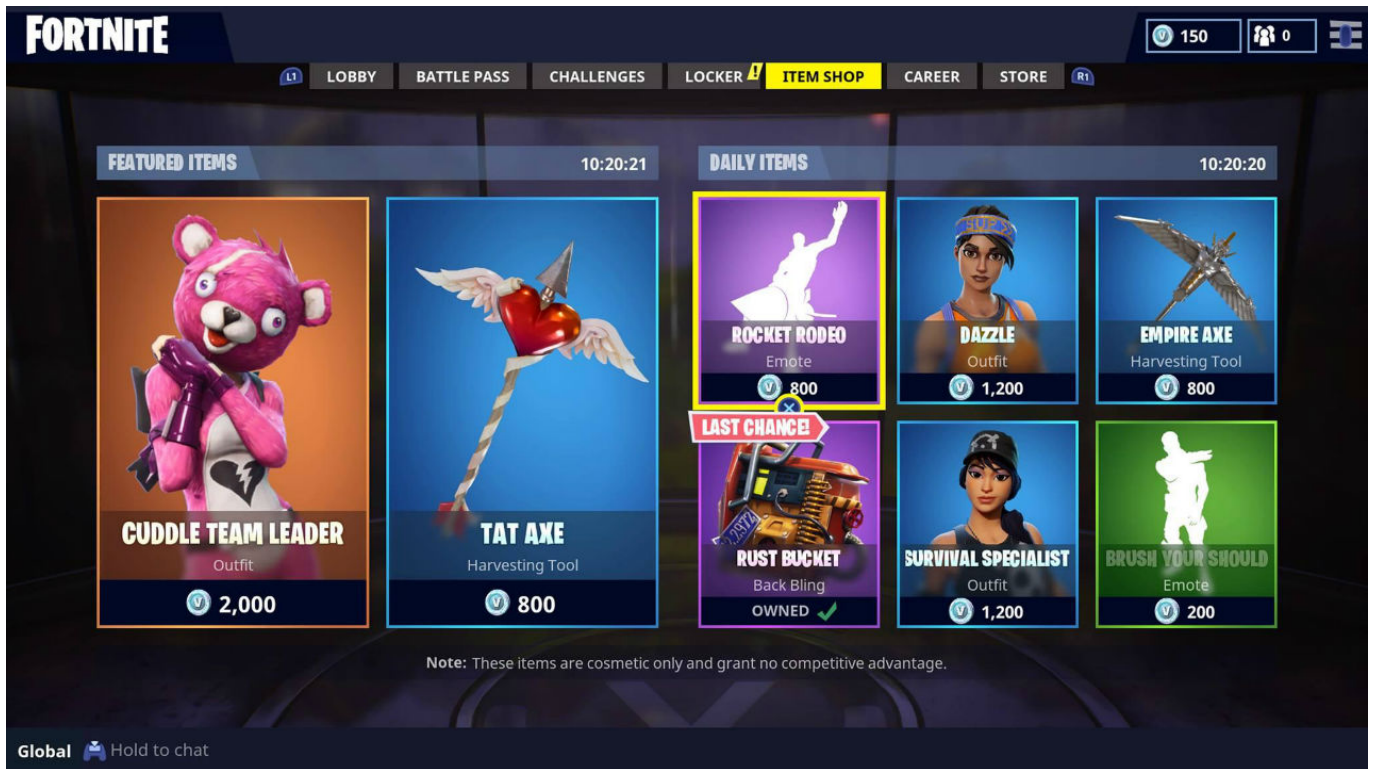 FORTNITE
150
0
L1 LOBBY BATTLE PASS CHALLENGES LOCKER ! ITEM SHOP CAREER STORE R1
FEATURED ITEMS 10:20:21
CUDDLE TEAM LEADER
Outfit
2,000
TAT AXE
Harvesting Tool
800
DAILY ITEMS 10:20:20
ROCKET RODEO
Emote
800
DAZZLE
Outfit
1,200
EMPIRE AXE
Harvesting Tool
800
LAST CHANCE!
RUST BUCKET
Back Bling
OWNED
SURVIVAL SPECIALIST
Outfit
1,200
BRUSH YOUR SHOULD
Emote
200
Note: These items are cosmetic only and grant no competitive advantage.
Global Hold to chat